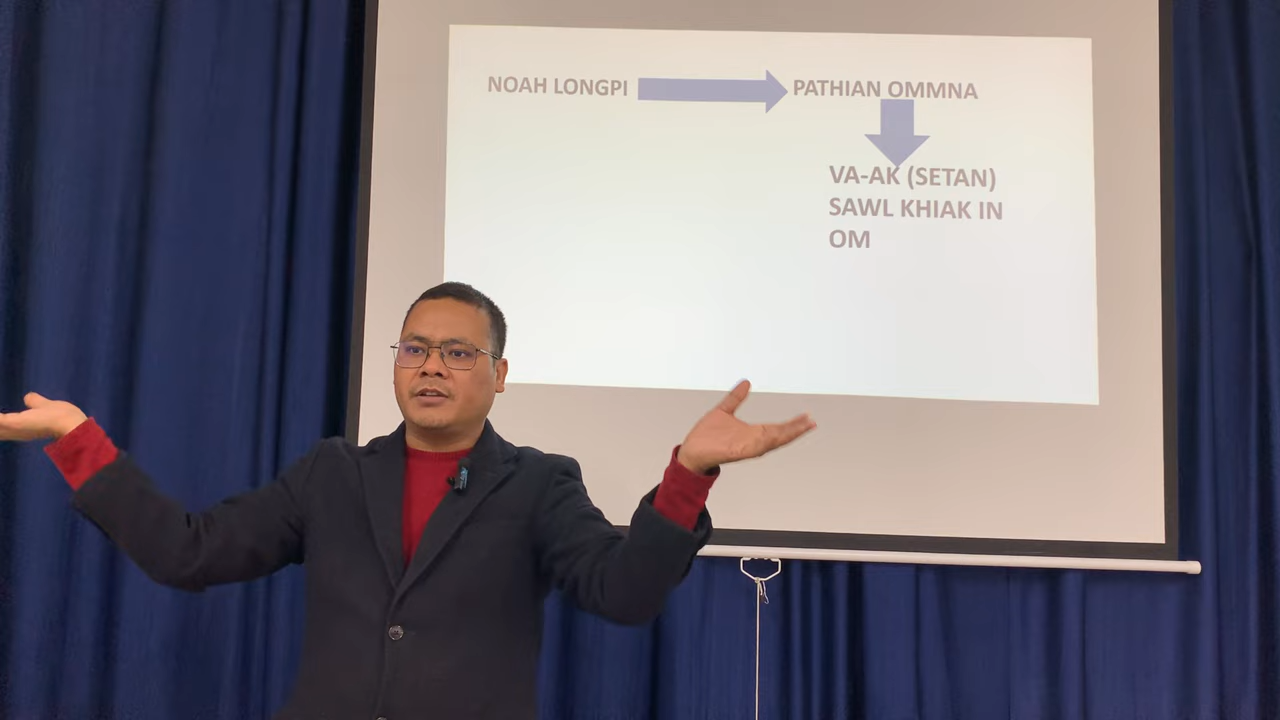 NOAH LONGPI PATHIAN OMMNA
VA-AK (SETAN)
SAWL KHIAK IN
OM